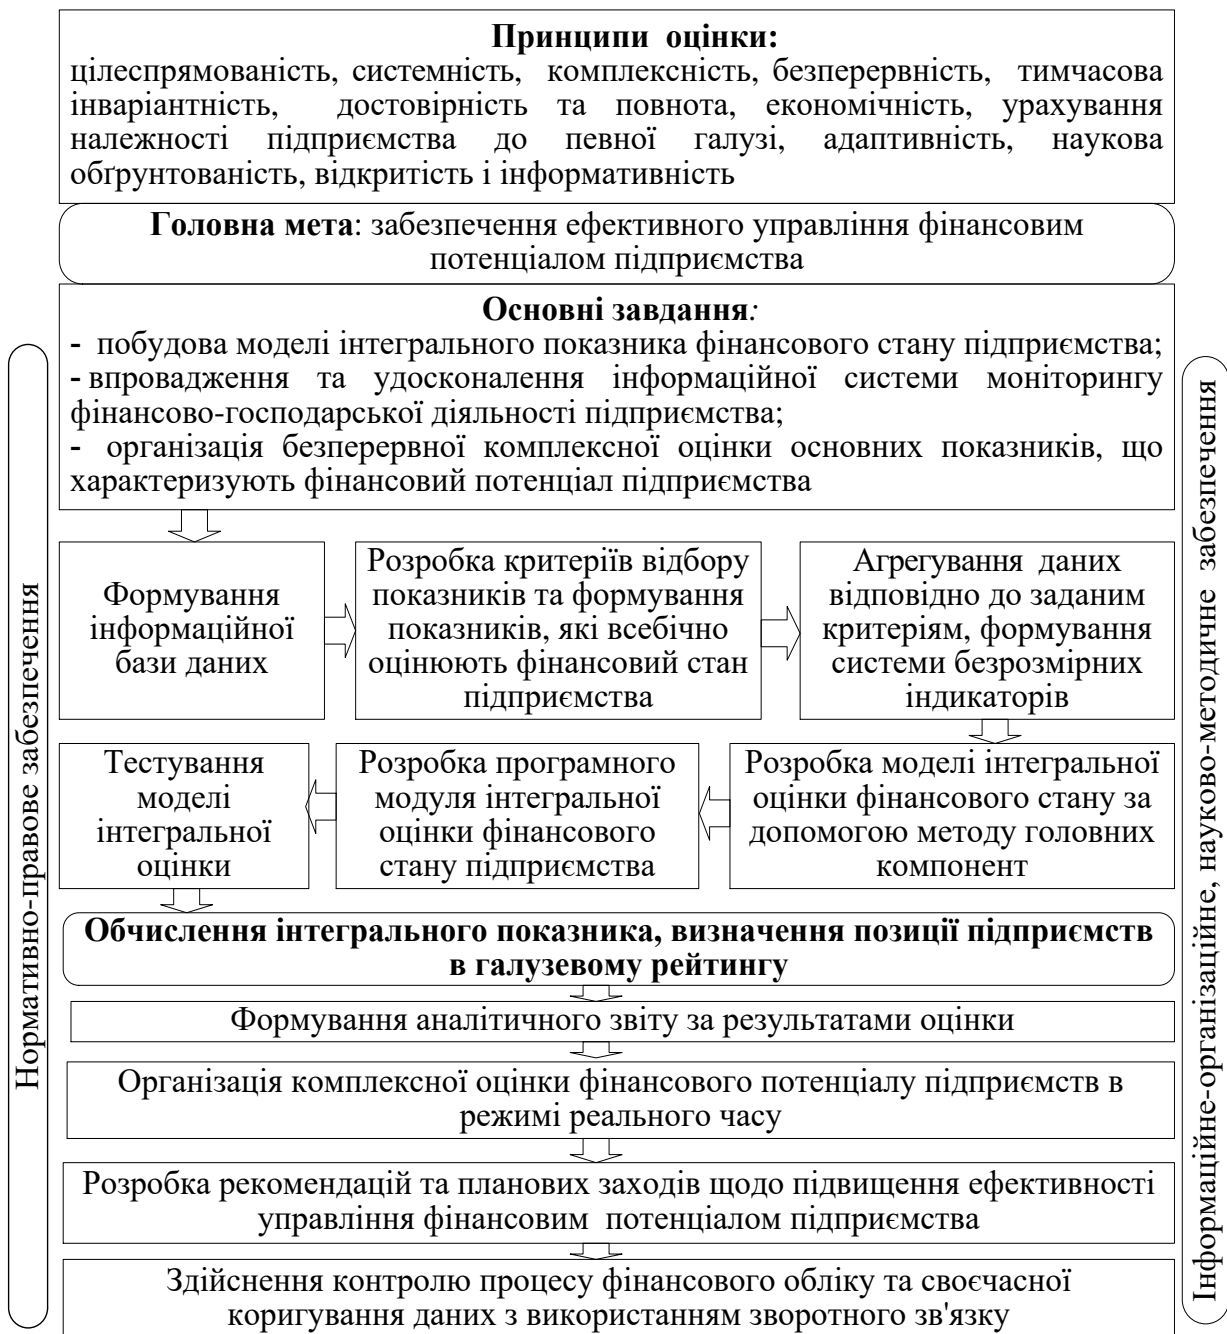 Принципи оцінки:
цілеспрямованість, системність, комплексність, безперервність, тимчасова
інваріантність, достовірність та повнота, економічність, урахування
належності підприємства до певної галузі, адаптивність, наукова
обґрунтованість, відкритість і інформативність
Головна мета: забезпечення ефективного управління фінансовим
потенціалом підприємства
Основні завдання:
- побудова моделі інтегрального показника фінансового стану підприємства;
- впровадження та удосконалення інформаційної системи моніторингу
фінансово-господарської діяльності підприємства;
- організація безперервної комплексної оцінки основних показників, що
характеризують фінансовий потенціал підприємства
Нормативно-правове забезпечення
Інформаційне-організаційне, науково-методичне забезпечення
Формування
інформаційної
бази даних
Розробка критеріїв відбору
показників та формування
показників, які всебічно
оцінюють фінансовий стан
підприємства
Агрегування даних
відповідно до заданим
критеріям, формування
системи безрозмірних
індикаторів
Розробка моделі інтегральної
оцінки фінансового стану за
допомогою методу головних
компонент
Розробка програмного
модуля інтегральної
оцінки фінансового
стану підприємства
Тестування
моделі
інтегральної
оцінки
Обчислення інтегрального показника, визначення позиції підприємств
в галузевому рейтингу
Формування аналітичного звіту за результатами оцінки
Організація комплексної оцінки фінансового потенціалу підприємств в
режимі реального часу
Розробка рекомендацій та планових заходів щодо підвищення ефективності
управління фінансовим потенціалом підприємства
Здійснення контролю процесу фінансового обліку та своєчасної
коригування даних з використанням зворотного зв'язку